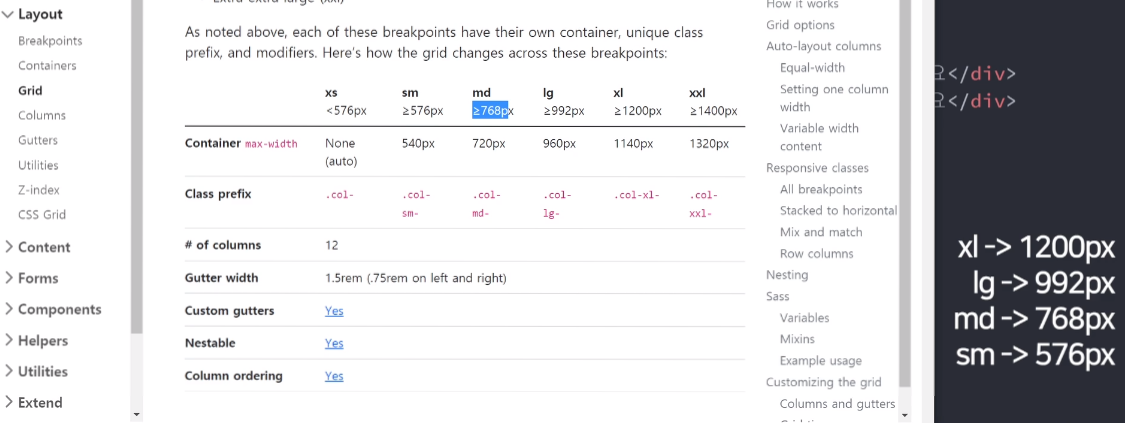 Layout
Breakpoints
Containers
Grid
Columns
Gutters
Utilities
Z-index
CSS Grid
Content
Forms
Components
Helpers
Utilities
Extend
As noted above, each of these breakpoints have their own container, unique class
prefix, and modifiers. Here's how the grid changes across these breakpoints:
xs sm md lg xl xxl
<576px ≥576px ≥768px ≥992px ≥1200px ≥1400px
Container max-width None 540px 720px 960px 1140px 1320px
(auto)
Class prefix .col- .col- .col- .col- .col-xl- .col-
sm- md- lg- xxl-
# of columns 12
Gutter width 1.5rem (.75rem on left and right)
Custom gutters Yes
Nestable Yes
Column ordering Yes
How it works
Grid options
Auto-layout columns
Equal-width
Setting one column
width
Variable width
content
Responsive classes
All breakpoints
Stacked to horizontal
Mix and match
Row columns
Nesting
Sass
Variables
Mixins
Example usage
Customizing the grid
Columns and gutters
</div>
</div>
xl -> 1200px
lg -> 992px
md -> 768px
sm -> 576px